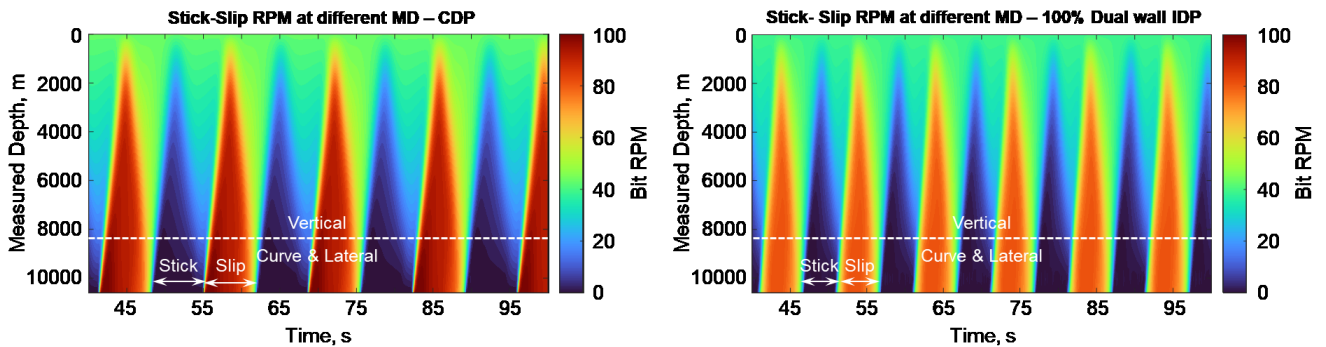 Stick-Slip RPM at different MD – CDP
0
2000
4000
6000
8000
10000
Measured Depth, m
Vertical
Curve & Lateral
Stick
Slip
45
55
65
75
85
95
Time, s
100
80
60
40
20
0
Bit RPM
Stick- Slip RPM at different MD – 100% Dual wall IDP
0
2000
4000
6000
8000
10000
Measured Depth, m
Vertical
Curve & Lateral
Stick
Slip
45
55
65
75
85
95
Time, s
100
80
60
40
20
0
Bit RPM